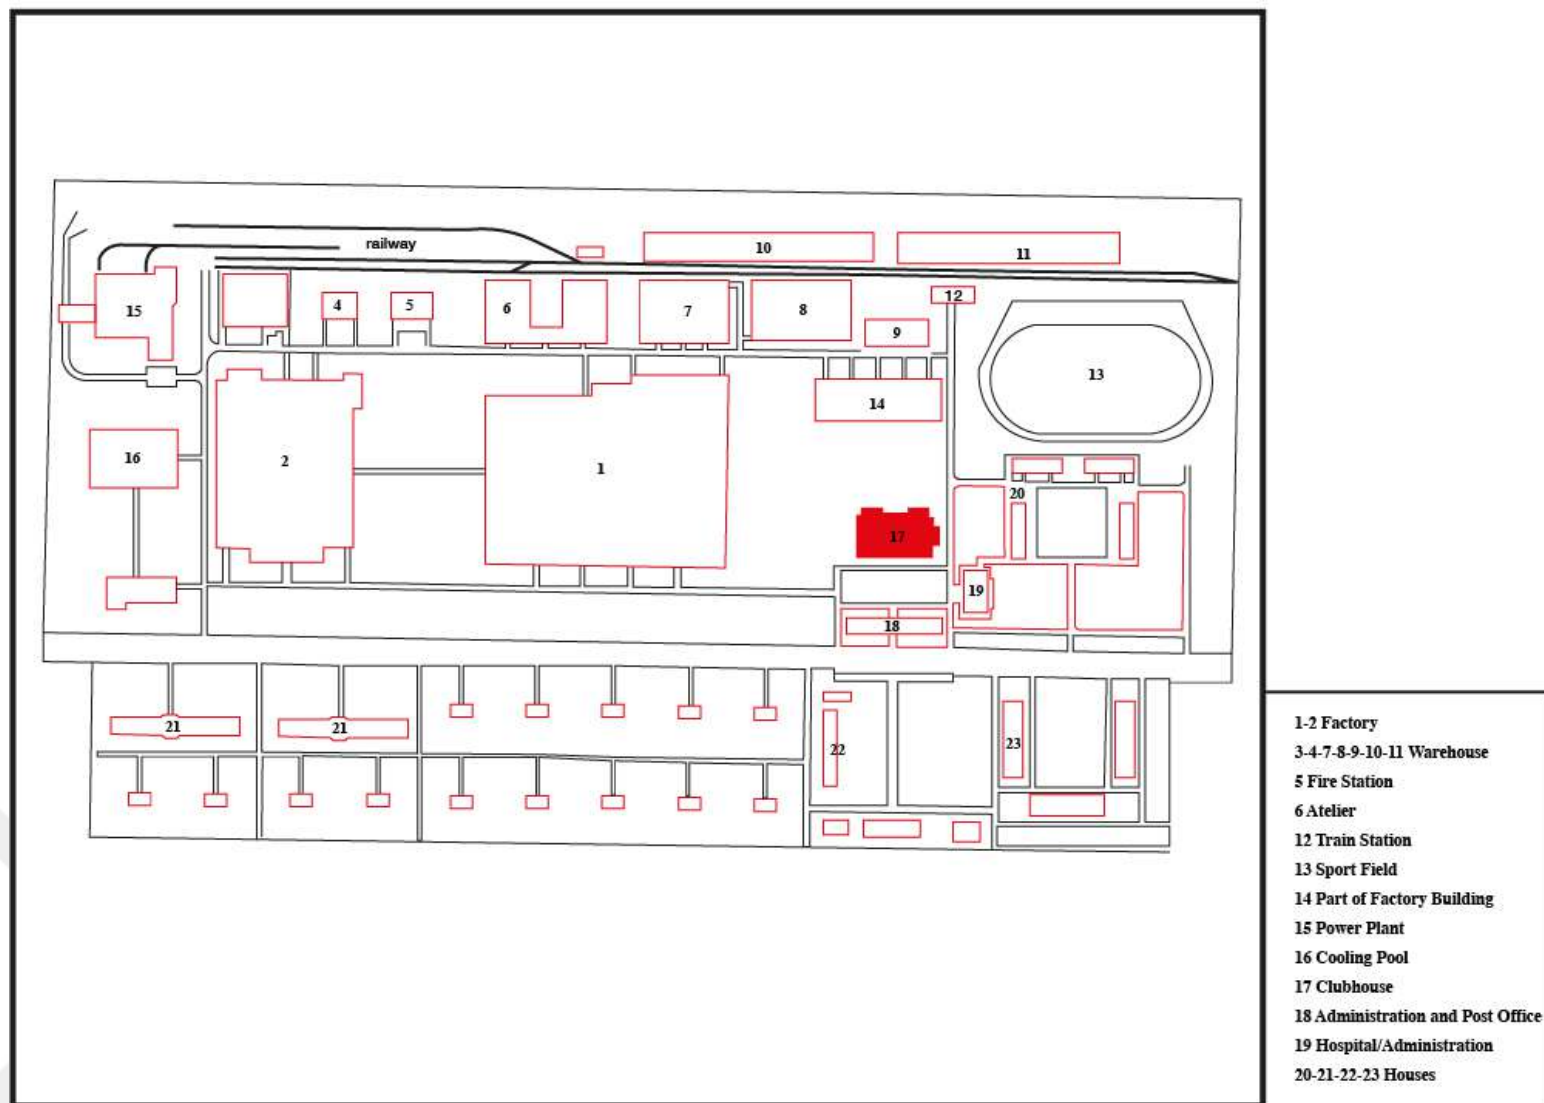 railway
10
11
12
15
4
5
6
7
8
9
13
14
16
2
1
20
17
19
18
21
21
22
23
1-2 Factory
3-4-7-8-9-10-11 Warehouse
5 Fire Station
6 Atelier
12 Train Station
13 Sport Field
14 Part of Factory Building
15 Power Plant
16 Cooling Pool
17 Clubhouse
18 Administration and Post Office
19 Hospital/Administration
20-21-22-23 Houses